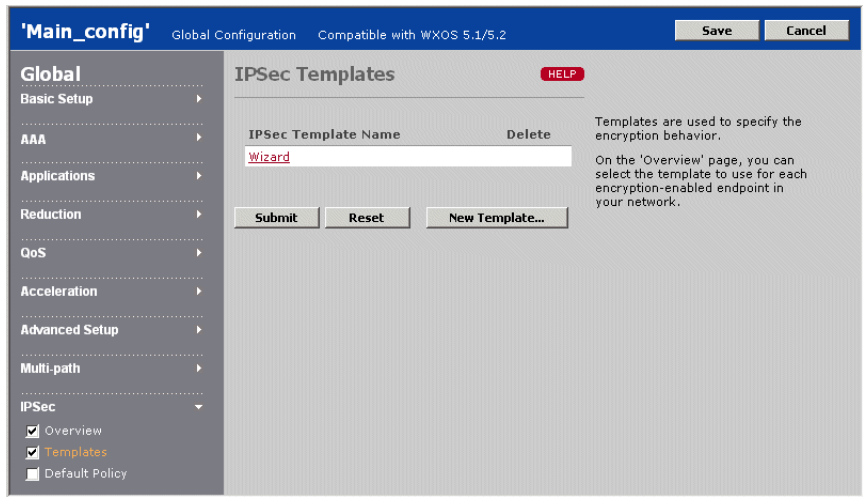 'Main_config' Global Configuration Compatible with WXOS 5.1/5.2 Save Cancel
Global
Basic Setup
AAA
Applications
Reduction
QoS
Acceleration
Advanced Setup
Multi-path
IPSec
Overview
Templates
Default Policy
IPSec Templates HELP
IPSec Template Name Delete
Wizard
Submit Reset New Template...
Templates are used to specify the
encryption behavior.
On the 'Overview' page, you can
select the template to use for each
encryption-enabled endpoint in
your network.